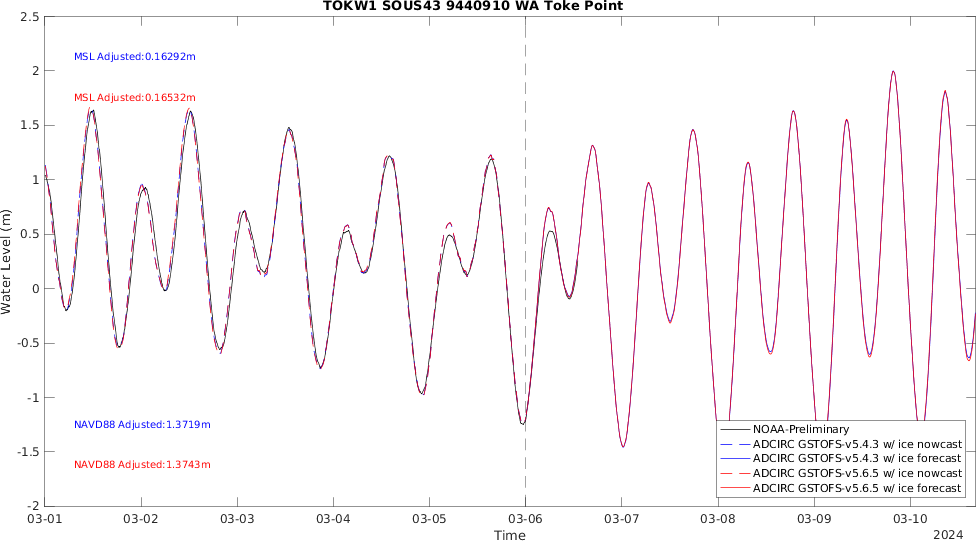 TOKW1 SOUS43 9440910 WA Toke Point
2.5
2
1.5
1
0.5
0
-0.5
-1
-1.5
-2
Water Level (m)
MSL Adjusted:0.16292m
MSL Adjusted:0.16532m
NAVD88 Adjusted:1.3719m
NAVD88 Adjusted:1.3743m
NOAA-Preliminary
ADCIRC GSTOFS-v5.4.3 w/ ice nowcast
ADCIRC GSTOFS-v5.4.3 w/ ice forecast
ADCIRC GSTOFS-v5.6.5 w/ ice nowcast
ADCIRC GSTOFS-v5.6.5 w/ ice forecast
03-01 03-02 03-03 03-04 03-05 03-06 03-07 03-08 03-09 03-10
Time
2024